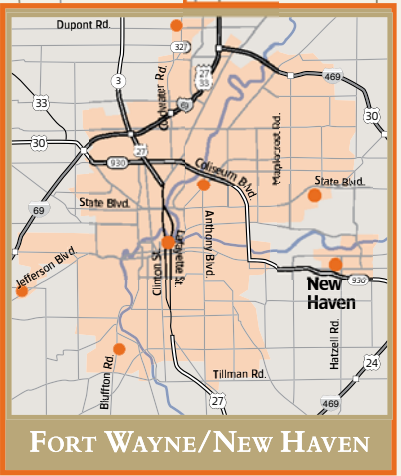 Dupont Rd.
327
3
Coldwater Rd.
27
33
469
33
69
30
30
27
Maplecrest Rd.
930
Coliseum Blvd
State Blvd.
State Blvd.
69
Anthony Blvd.
Lafayette St.
Clinton St.
Jefferson Blvd
930
New
Haven
Bluffton Rd.
Hatzell Rd.
Tillman Rd.
24
27
469
FORT WAYNE/NEW HAVEN